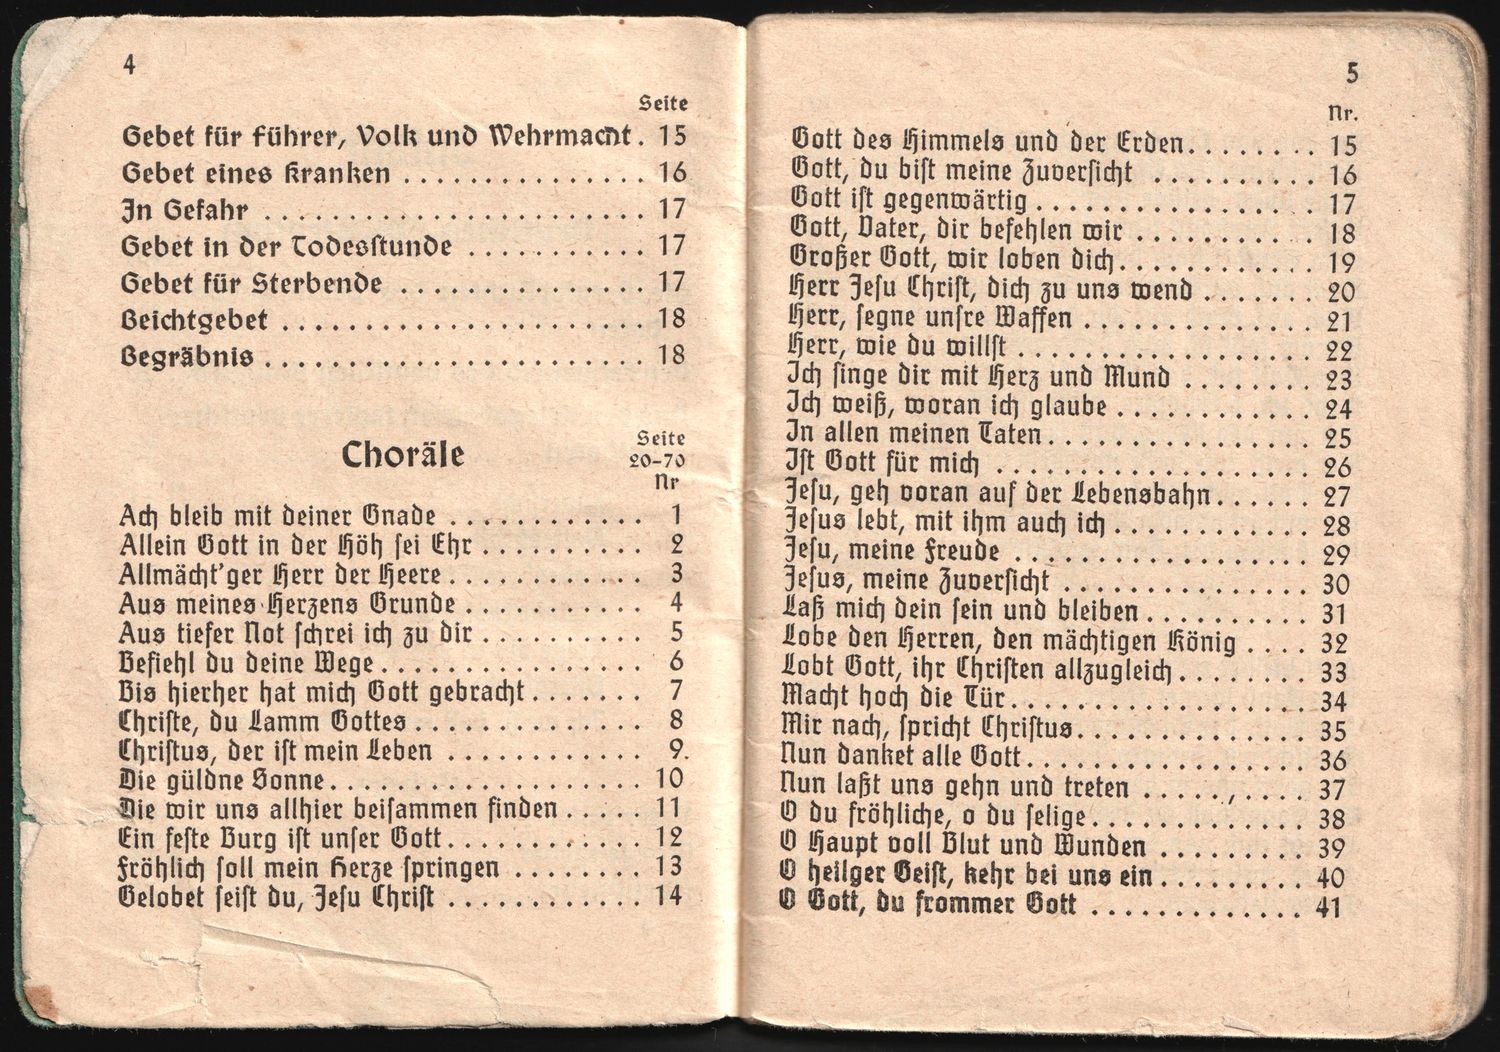 4
Seite
Gebet für Führer, Volk und Wehrmacht . 15
Gebet eines Kranken . . . . . . . . . . . . . . . 16
In Gefahr . . . . . . . . . . . . . . . . . . . . . . . . 17
Gebet in der Todesstunde . . . . . . . . . . . 17
Gebet für Sterbende . . . . . . . . . . . . . . . 17
Beichtgebet . . . . . . . . . . . . . . . . . . . . . . . 18
Begräbnis . . . . . . . . . . . . . . . . . . . . . . . . 18
Choräle
Seite
20-70
Nr
Ach bleib mit deiner Gnade . . . . . . . . . . . . 1
Allein Gott in der Höh sei Ehr . . . . . . . . . . 2
Allmächt'ger Herr der Heere . . . . . . . . . . . . 3
Aus meines Herzens Grunde . . . . . . . . . . . 4
Aus tiefer Not schrei ich zu dir . . . . . . . . . . 5
Befiehl du deine Wege . . . . . . . . . . . . . . . . 6
Bis hierher hat mich Gott gebracht . . . . . . . 7
Christe, du Lamm Gottes . . . . . . . . . . . . . . 8
Christus, der ist mein Leben . . . . . . . . . . . . 9
Die güldne Sonne . . . . . . . . . . . . . . . . . . . 10
Die wir uns allhier beisammen finden . . . . . 11
Ein feste Burg ist unser Gott . . . . . . . . . . . . 12
Fröhlich soll mein Herze springen . . . . . . . . 13
Gelobet seist du, Jesu Christ . . . . . . . . . . . . 14
5
Nr.
Gott des Himmels und der Erden . . . . . . . . 15
Gott, du bist meine Zuversicht . . . . . . . . . . 16
Gott ist gegenwärtig . . . . . . . . . . . . . . . . . . 17
Gott, Vater, dir befehlen wir . . . . . . . . . . . . 18
Großer Gott, wir loben dich . . . . . . . . . . . . . 19
Herr Jesu Christ, dich zu uns wend . . . . . . . 20
Herr, segne unsre Waffen . . . . . . . . . . . . . . 21
Herr, wie du willst . . . . . . . . . . . . . . . . . . . 22
Ich singe dir mit Herz und Mund . . . . . . . . . 23
Ich weiß, woran ich glaube . . . . . . . . . . . . . 24
In allen meinen Taten . . . . . . . . . . . . . . . . . 25
Ist Gott für mich . . . . . . . . . . . . . . . . . . . . 26
Jesu, geh voran auf der Lebensbahn . . . . . . 27
Jesus lebt, mit ihm auch ich . . . . . . . . . . . . . 28
Jesu, meine Freude . . . . . . . . . . . . . . . . . . . 29
Jesus, meine Zuversicht . . . . . . . . . . . . . . . . 30
Laß mich dein sein und bleiben . . . . . . . . . . 31
Lobe den Herren, den mächtigen König . . . . 32
Lobt Gott, ihr Christen allzugleich . . . . . . . . 33
Macht hoch die Tür . . . . . . . . . . . . . . . . . . . 34
Mir nach, spricht Christus . . . . . . . . . . . . . . . 35
Nun danket alle Gott . . . . . . . . . . . . . . . . . . 36
Nun laßt uns gehn und treten . . . . . . . . . . . . 37
O du fröhliche, o du selige . . . . . . . . . . . . . . . 38
O Haupt voll Blut und Wunden . . . . . . . . . . . 39
O heilger Geist, kehr bei uns ein . . . . . . . . . . 40
O Gott, du frommer Gott . . . . . . . . . . . . . . . 41